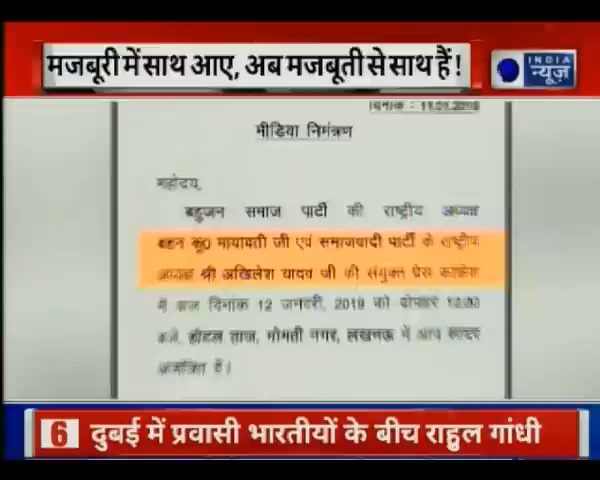 मजबूरी में साथ आए, अब मजबूती से साथ हैं!
INDIA
न्यूज़
दिनांक : 11.01.2019
मीडिया निमंत्रण
महोदय,
बहुजन समाज पार्टी की राष्ट्रीय अध्यक्ष
बहन कु0 मायावती जी एवं समाजवादी पार्टी के राष्ट्रीय
अध्यक्ष श्री अखिलेश यादव जी की संयुक्त प्रेस कांफ्रेंस
में कल दिनांक 12 जनवरी, 2019 को दोपहर 12:00
बजे, होटल ताज, गोमती नगर, लखनऊ में आप सादर
आमंत्रित हैं।
6 दुबई में प्रवासी भारतीयों के बीच राहुल गांधी